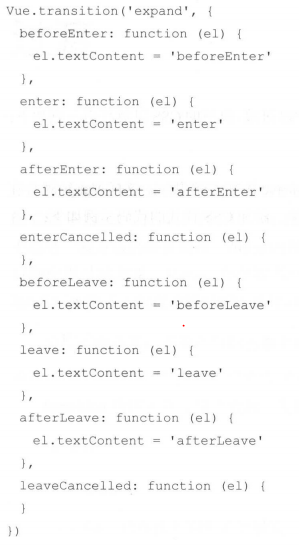 Vue.transition('expand', {
beforeEnter: function (el) {
el.textContent = 'beforeEnter'
},
enter: function (el) {
el.textContent = 'enter'
},
afterEnter: function (el) {
el.textContent = 'afterEnter'
},
enterCancelled: function (el) {
},
beforeLeave: function (el) {
el.textContent = 'beforeLeave'
},
leave: function (el) {
el.textContent = 'leave'
},
afterLeave: function (el) {
el.textContent = 'afterLeave'
},
leaveCancelled: function (el) {
}
})